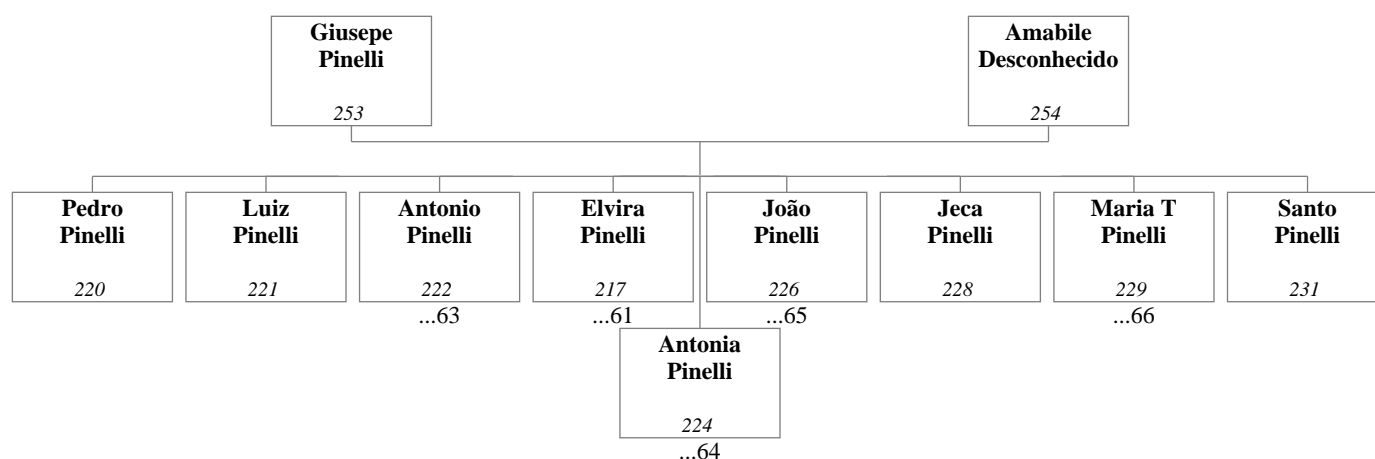 Giusepe
Pinelli
253
Amabile
Desconhecido
254
Pedro
Pinelli
220
Luiz
Pinelli
221
Antonio
Pinelli
222
...63
Elvira
Pinelli
217
...61
João
Pinelli
226
...65
Jeca
Pinelli
228
Maria T
Pinelli
229
...66
Santo
Pinelli
231
Antonia
Pinelli
224
...64